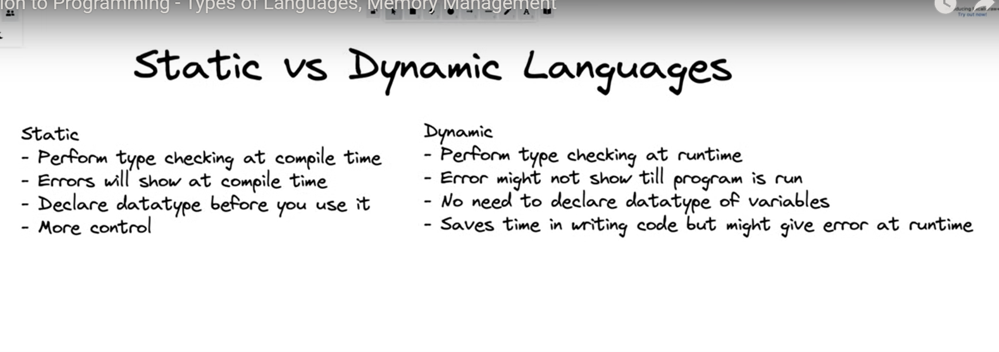 ion to Programming - Types of Languages, Memory Management
Try out now!
Static vs Dynamic Languages
Static
- Perform type checking at compile time
- Errors will show at compile time
- Declare datatype before you use it
- More control
Dynamic
- Perform type checking at runtime
- Error might not show till program is run
- No need to declare datatype of variables
- Saves time in writing code but might give error at runtime